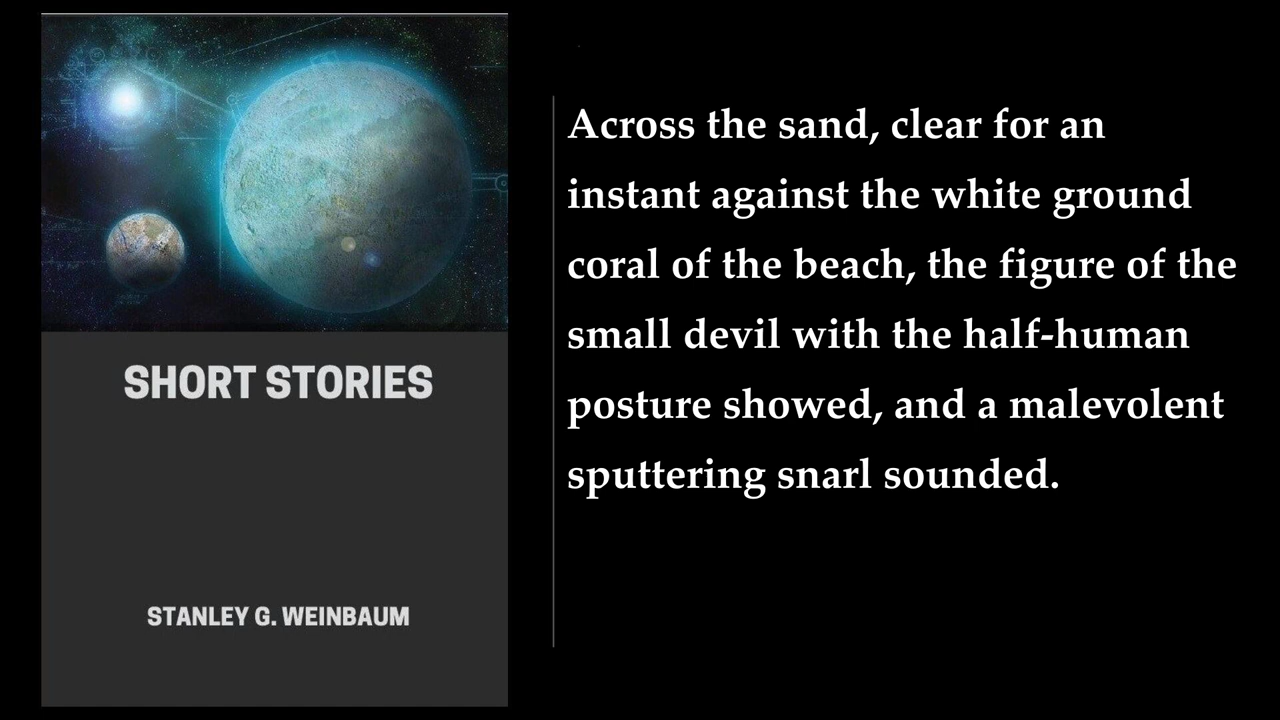 SHORT STORIES
STANLEY G. WEINBAUM
Across the sand, clear for an
instant against the white ground
coral of the beach, the figure of the
small devil with the half-human
posture showed, and a malevolent
sputtering snarl sounded.